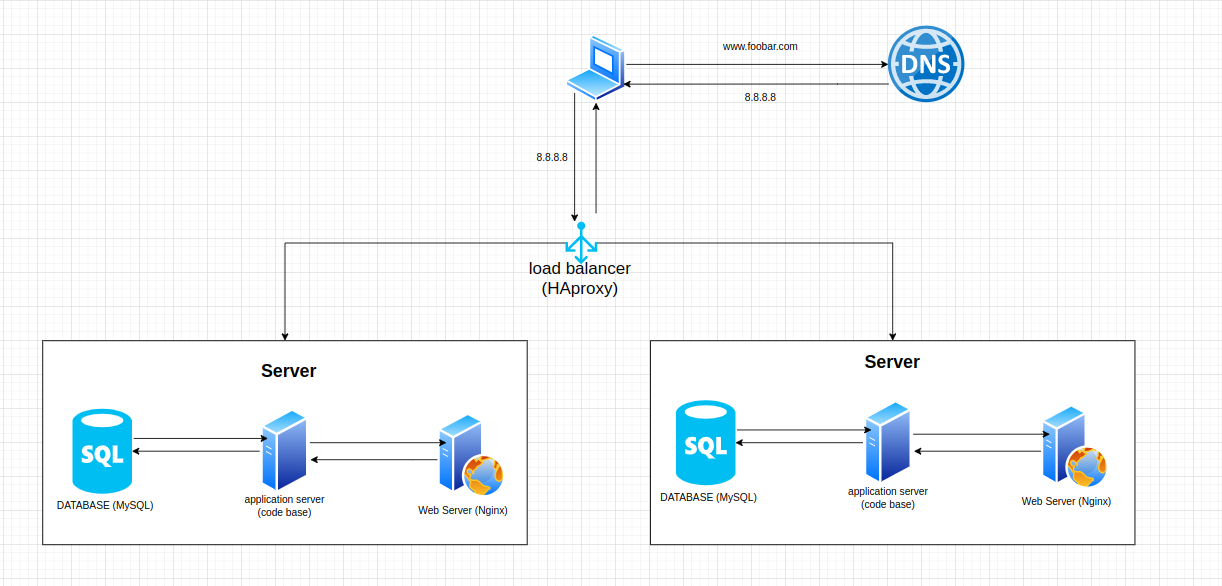 www.foobar.com
DNS
8.8.8.8
8.8.8.8
load balancer
(HAproxy)
Server
SQL
DATABASE (MySQL)
application server
(code base)
Web Server (Nginx)
Server
SQL
DATABASE (MySQL)
application server
(code base)
Web Server (Nginx)